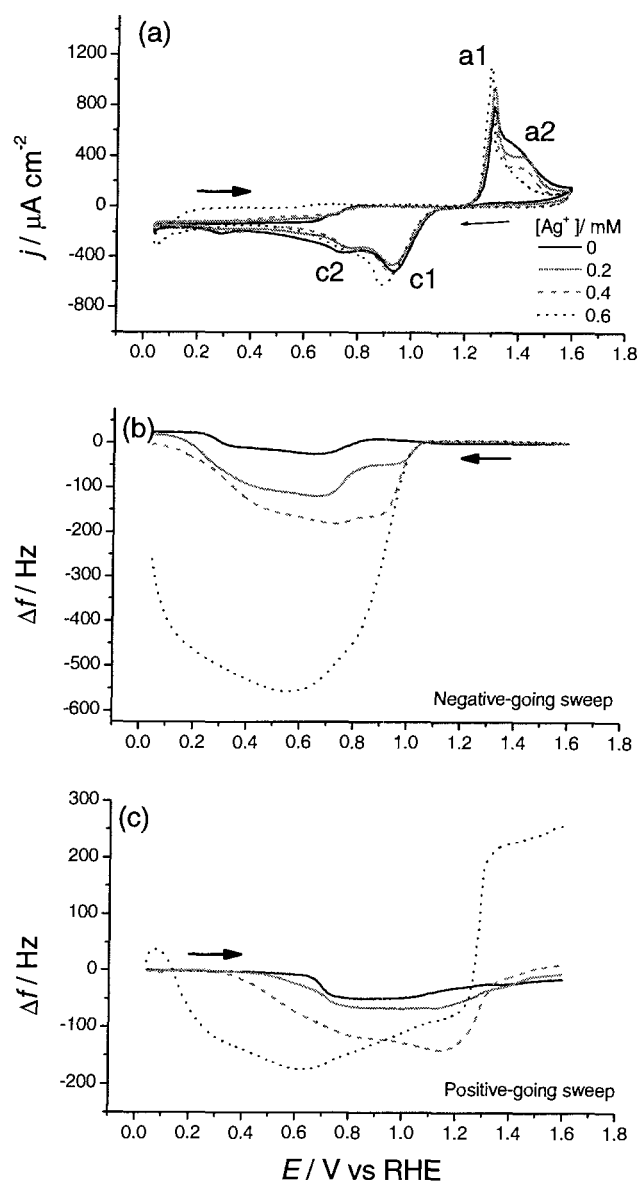 (a)
a1
a2
c2
c1
[Ag⁺]/ mM
0
0.2
0.4
0.6
1200
800
400
0
-400
-800
j / μA cm⁻²
0.0 0.2 0.4 0.6 0.8 1.0 1.2 1.4 1.6 1.8
(b)
0
-100
-200
-300
-400
-500
-600
Δf / Hz
Negative-going sweep
0.0 0.2 0.4 0.6 0.8 1.0 1.2 1.4 1.6 1.8
(c)
300
200
100
0
-100
-200
Δf / Hz
Positive-going sweep
0.0 0.2 0.4 0.6 0.8 1.0 1.2 1.4 1.6 1.8
E / V vs RHE